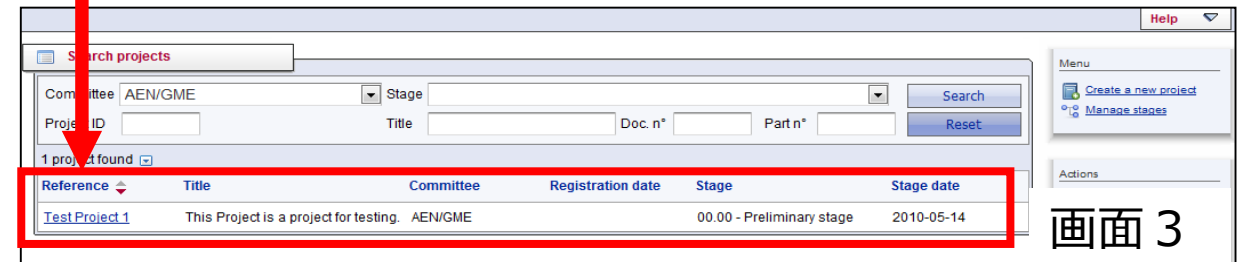 Help
Search projects
Menu
Committee AEN/GME Stage Search
Create a new project
Manage stages
Project ID Title Doc. n° Part n° Reset
1 project found
Actions
Reference Title Committee Registration date Stage Stage date
Test Project 1 This Project is a project for testing. AEN/GME 00.00 - Preliminary stage 2010-05-14
画面3